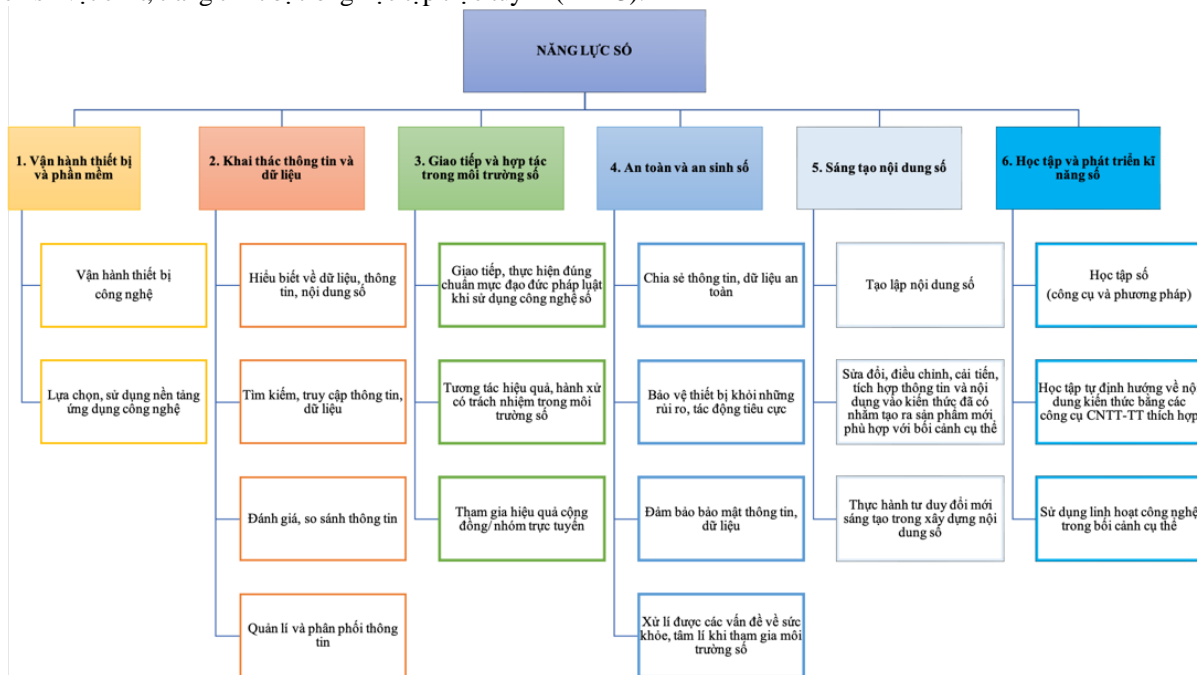 NĂNG LỰC SỐ
1. Vận hành thiết bị
và phần mềm
2. Khai thác thông tin và
dữ liệu
3. Giao tiếp và hợp tác
trong môi trường số
4. An toàn và an sinh số
5. Sáng tạo nội dung số
6. Học tập và phát triển kĩ
năng số
Vận hành thiết bị
công nghệ
Lựa chọn, sử dụng nền tảng
ứng dụng công nghệ
Hiểu biết về dữ liệu, thông
tin, nội dung số
Tìm kiếm, truy cập thông tin,
dữ liệu
Đánh giá, so sánh thông tin
Quản lí và phân phối thông
tin
Giao tiếp, thực hiện đúng
chuẩn mực đạo đức pháp luật
khi sử dụng công nghệ số
Tương tác hiệu quả, hành xử
có trách nhiệm trong môi
trường số
Tham gia hiệu quả cộng
đồng/ nhóm trực tuyến
Chia sẻ thông tin, dữ liệu an
toàn
Bảo vệ thiết bị khỏi những
rủi ro, tác động tiêu cực
Đảm bảo bảo mật thông tin,
dữ liệu
Xử lí được các vấn đề về sức
khỏe, tâm lí khi tham gia môi
trường số
Tạo lập nội dung số
Sửa đổi, điều chỉnh, cải tiến,
tích hợp thông tin và nội
dung vào kiến thức đã có
nhằm tạo ra sản phẩm mới
phù hợp với bối cảnh cụ thể
Thực hành tư duy đổi mới
sáng tạo trong xây dựng nội
dung số
Học tập số
(công cụ và phương pháp)
Học tập tự định hướng về nội
dung kiến thức bằng các
công cụ CNTT-TT thích hợp
Sử dụng linh hoạt công nghệ
trong bối cảnh cụ thể